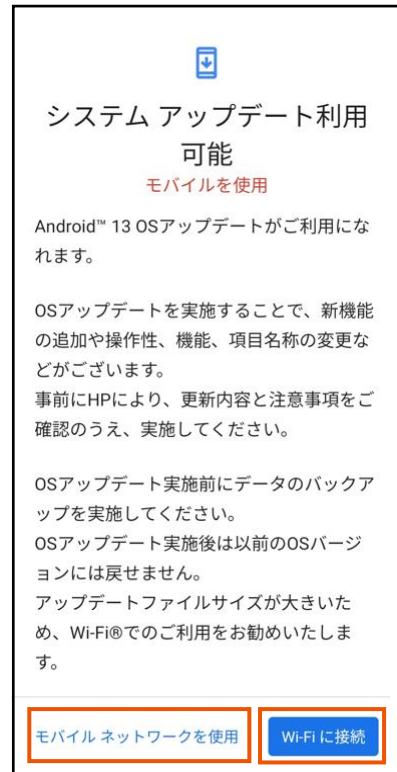 システム アップデート利用
可能
モバイルを使用
Android™ 13 OSアップデートがご利用にな
れます。
OSアップデートを実施することで、新機能
の追加や操作性、機能、項目名称の変更な
どがございます。
事前にHPにより、更新内容と注意事項をご
確認のうえ、実施してください。
OSアップデート実施前にデータのバックア
ップを実施してください。
OSアップデート実施後は以前のOSバージ
ョンには戻せません。
アップデートファイルサイズが大きいた
め、Wi-Fi®でのご利用をお勧めいたしま
す。
モバイル ネットワークを使用
Wi-Fi に接続